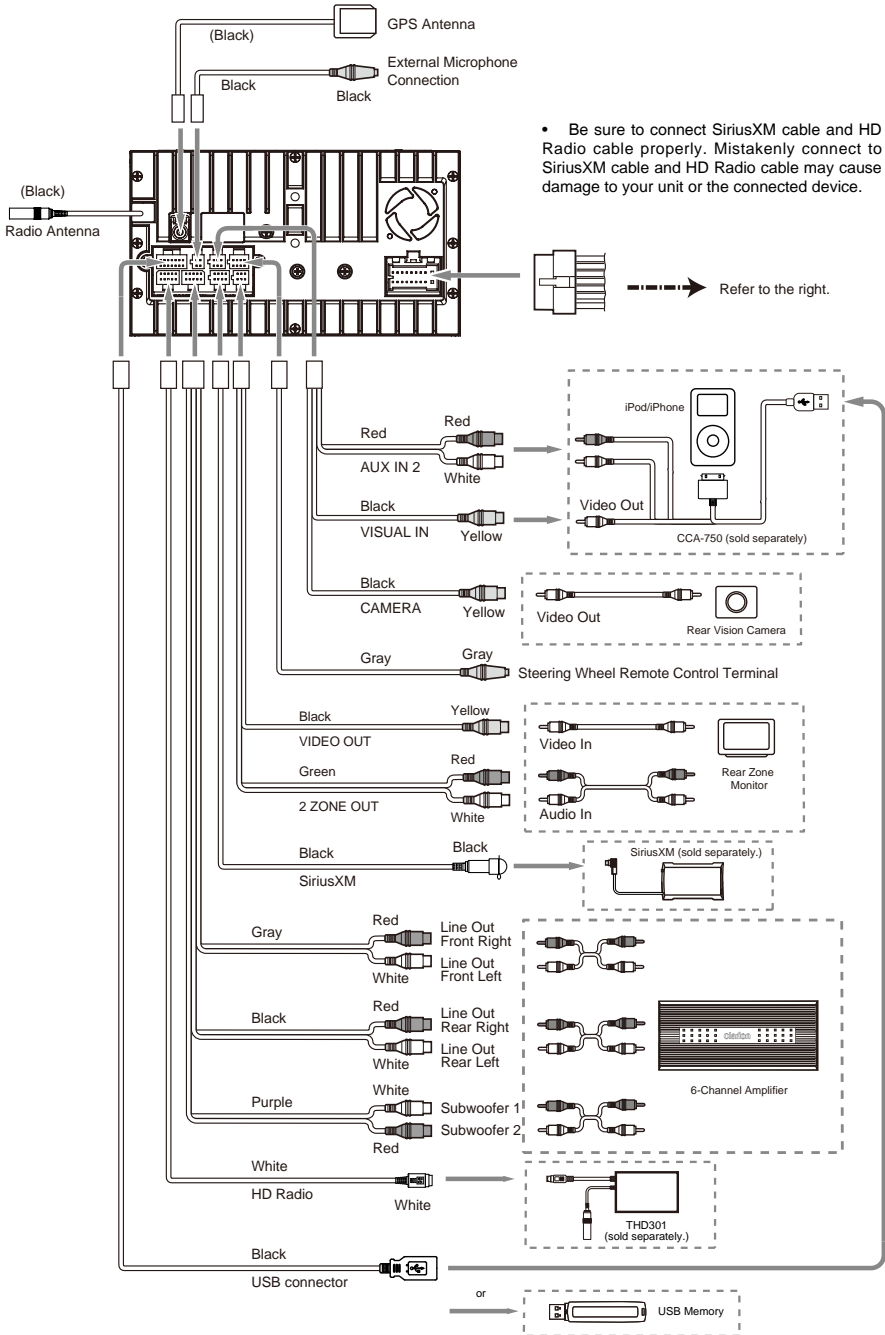 GPS Antenna
(Black)
External Microphone
Connection
Black
Black
• Be sure to connect SiriusXM cable and HD
Radio cable properly. Mistakenly connect to
SiriusXM cable and HD Radio cable may cause
damage to your unit or the connected device.
(Black)
Radio Antenna
Refer to the right.
Red
Red
AUX IN 2
White
iPod/iPhone
Black
VISUAL IN
Yellow
Video Out
CCA-750 (sold separately)
Black
CAMERA
Yellow
Video Out
Rear Vision Camera
Gray
Gray
Steering Wheel Remote Control Terminal
Black
VIDEO OUT
Yellow
Video In
Green
2 ZONE OUT
Red
White
Audio In
Rear Zone
Monitor
Black
SiriusXM
Black
SiriusXM (sold separately.)
Gray
Red
Line Out
Front Right
White
Line Out
Front Left
Black
Red
Line Out
Rear Right
White
Line Out
Rear Left
clarion
6-Channel Amplifier
Purple
White
Subwoofer 1
Subwoofer 2
Red
White
HD Radio
White
THD301
(sold separately.)
Black
USB connector
or
USB Memory